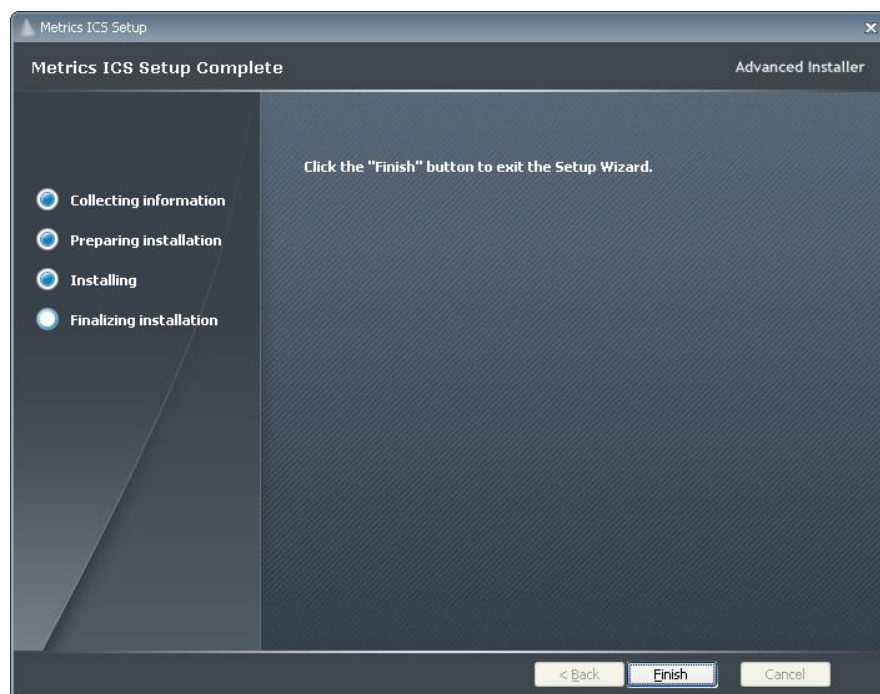 Metrics ICS Setup
Metrics ICS Setup Complete
Advanced Installer
Click the "Finish" button to exit the Setup Wizard.
Collecting information
Preparing installation
Installing
Finalizing installation
< Back
Finish
Cancel